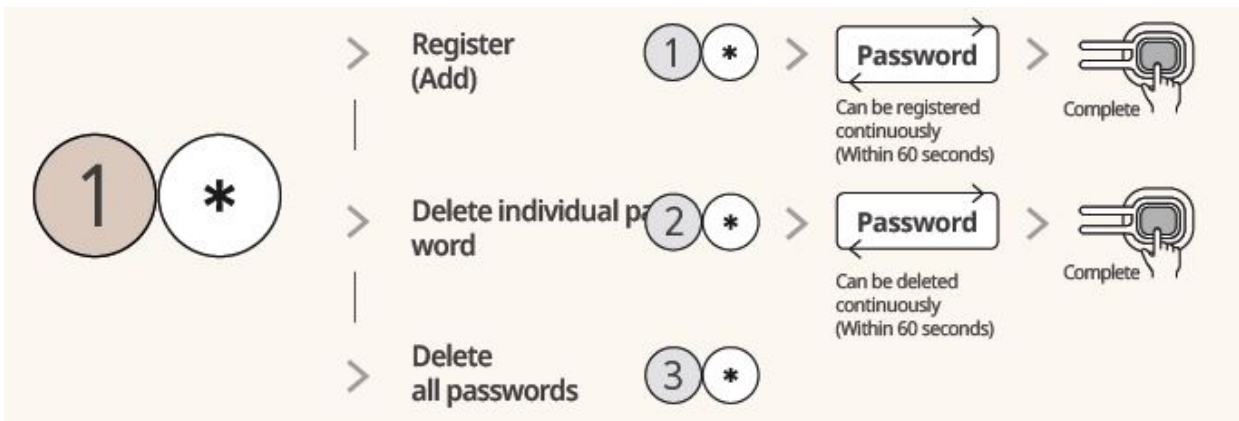 1 *
Register
(Add)
1 *
Password
Can be registered
continuously
(Within 60 seconds)
Complete
Delete individual pa
word
2 *
Password
Can be deleted
continuously
(Within 60 seconds)
Complete
Delete
all passwords
3 *